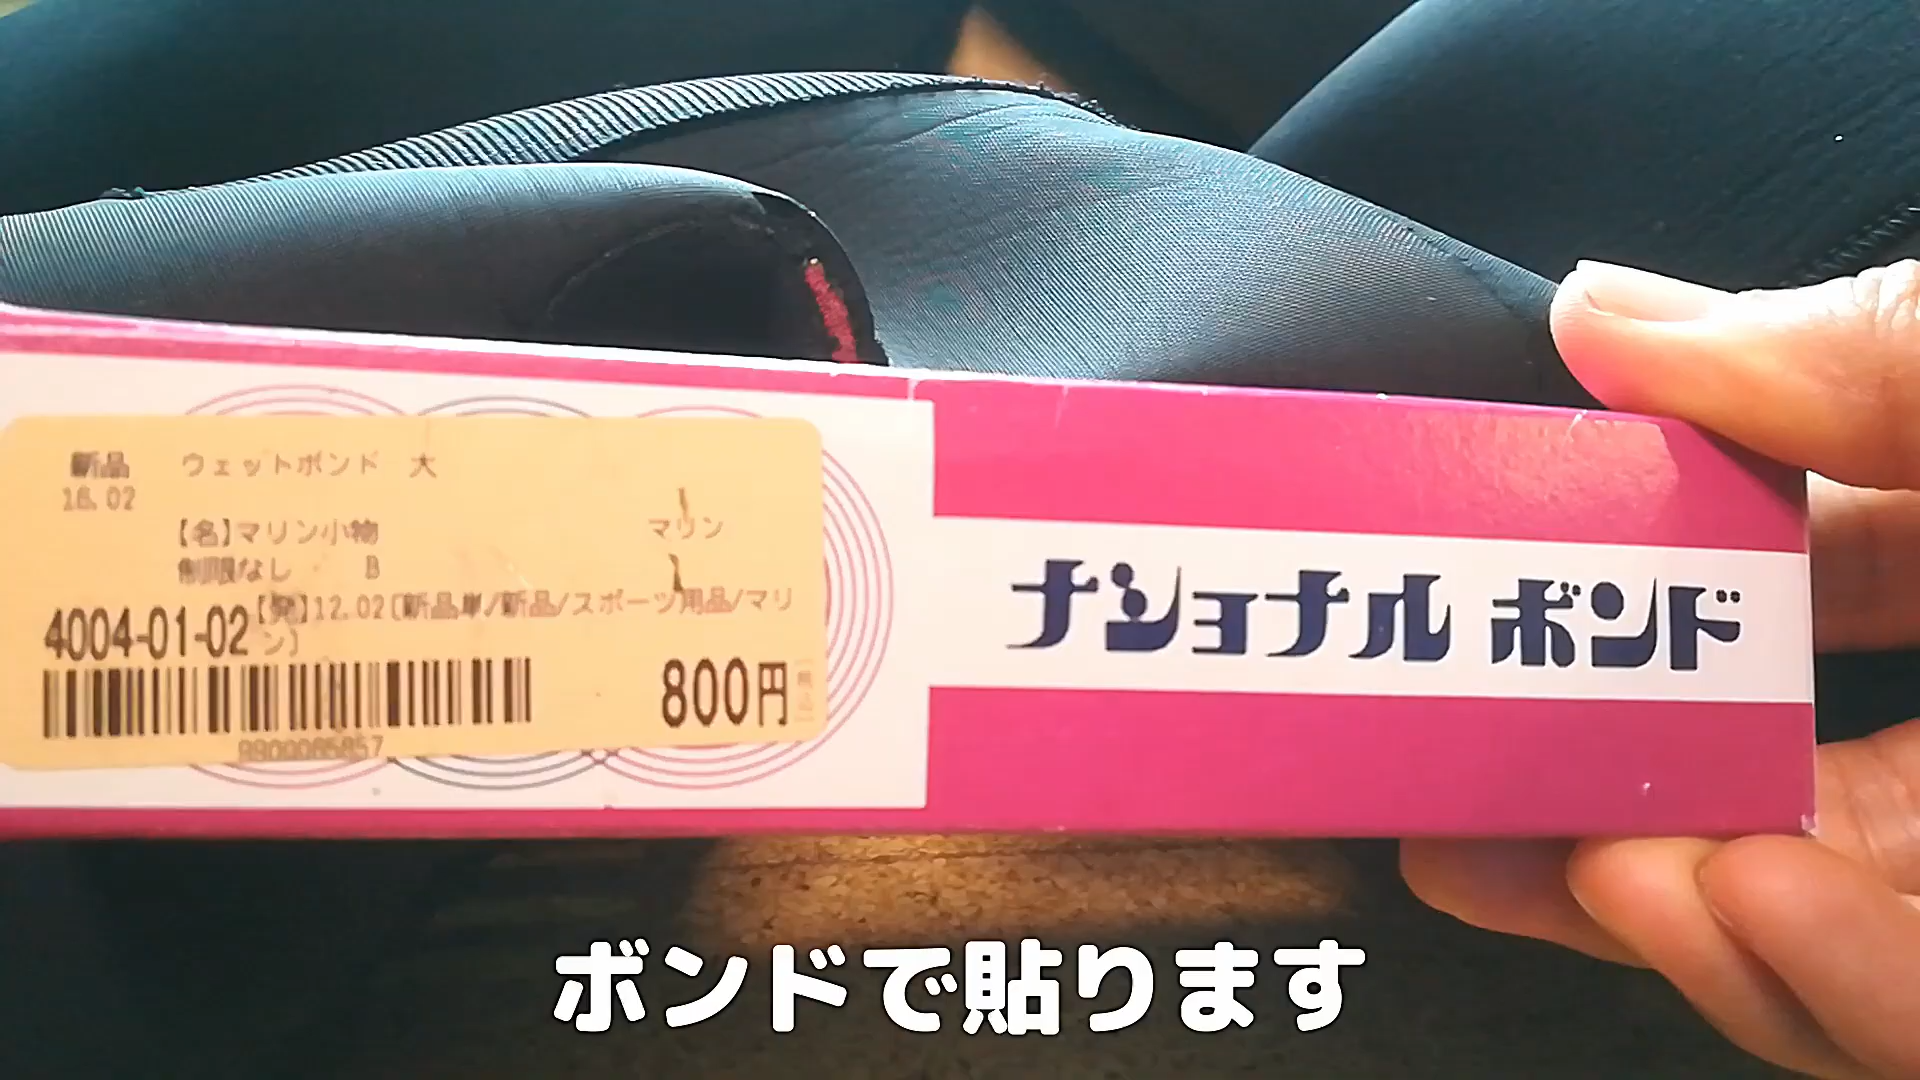 新品 ウェットボンド 大
16.02
【名】マリン小物 マリン
制限なし B
4004-01-02【発】12.02(新品単/新品/スポーツ用品/マリン)
800円
ナショナル ボンド
ボンドで貼ります